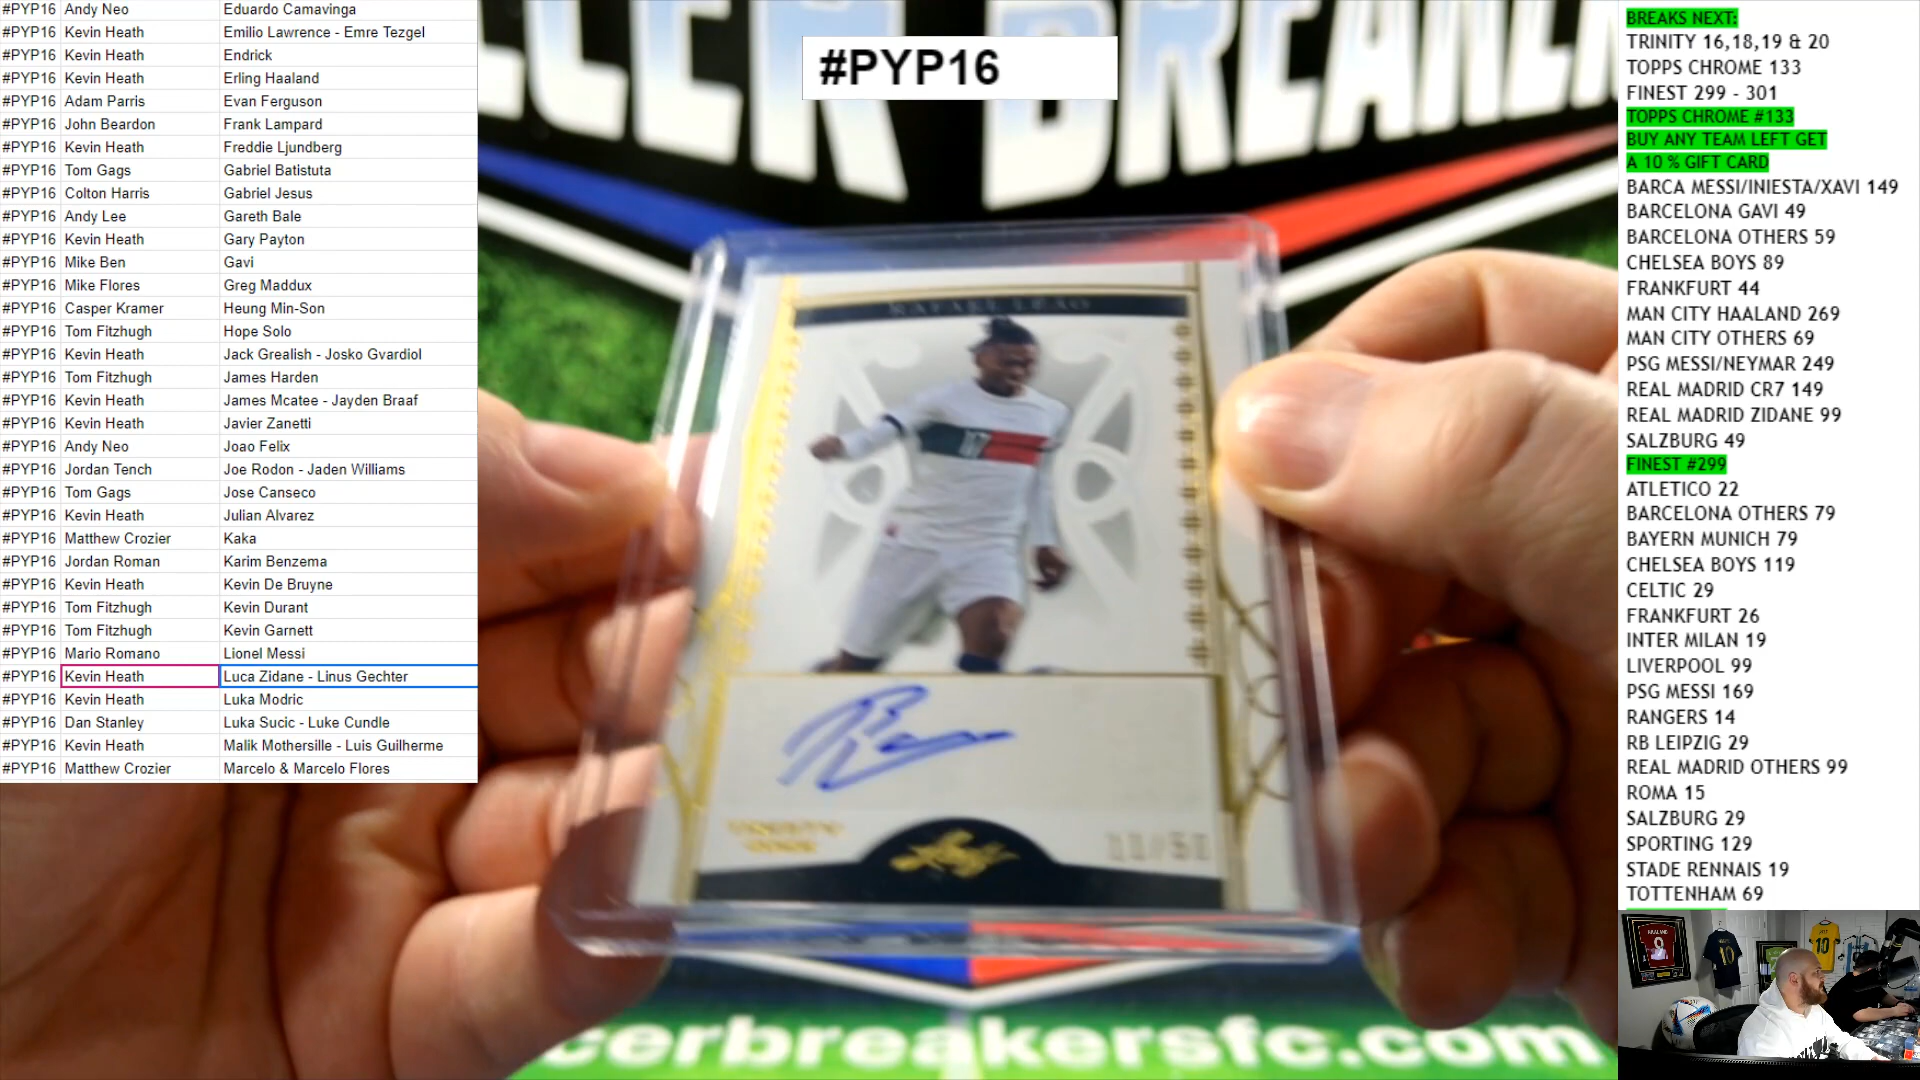 #PYP16 Andy Neo Eduardo Camavinga
#PYP16 Kevin Heath Emilio Lawrence - Emre Tezgel
#PYP16 Kevin Heath Endrick
#PYP16 Kevin Heath Erling Haaland
#PYP16 Adam Parris Evan Ferguson
#PYP16 John Beardon Frank Lampard
#PYP16 Kevin Heath Freddie Ljundberg
#PYP16 Tom Gags Gabriel Batistuta
#PYP16 Colton Harris Gabriel Jesus
#PYP16 Andy Lee Gareth Bale
#PYP16 Kevin Heath Gary Payton
#PYP16 Mike Ben Gavi
#PYP16 Mike Flores Greg Maddux
#PYP16 Casper Kramer Heung Min-Son
#PYP16 Tom Fitzhugh Hope Solo
#PYP16 Kevin Heath Jack Grealish - Josko Gvardiol
#PYP16 Tom Fitzhugh James Harden
#PYP16 Kevin Heath James Mcatee - Jayden Braaf
#PYP16 Kevin Heath Javier Zanetti
#PYP16 Andy Neo Joao Felix
#PYP16 Jordan Tench Joe Rodon - Jaden Williams
#PYP16 Tom Gags Jose Canseco
#PYP16 Kevin Heath Julian Alvarez
#PYP16 Matthew Crozier Kaka
#PYP16 Jordan Roman Karim Benzema
#PYP16 Kevin Heath Kevin De Bruyne
#PYP16 Tom Fitzhugh Kevin Durant
#PYP16 Tom Fitzhugh Kevin Garnett
#PYP16 Mario Romano Lionel Messi
#PYP16 Kevin Heath Luca Zidane - Linus Gechter
#PYP16 Kevin Heath Luka Modric
#PYP16 Dan Stanley Luka Sucic - Luke Cundle
#PYP16 Kevin Heath Malik Mothersille - Luis Guilherme
#PYP16 Matthew Crozier Marcelo & Marcelo Flores
#PYP16
RAFAEL LEAO
11/50
cerbreakersfc.com
BREAKS NEXT:
TRINITY 16,18,19 & 20
TOPPS CHROME 133
FINEST 299 - 301
TOPPS CHROME #133
BUY ANY TEAM LEFT GET
A 10 % GIFT CARD
BARCA MESSI/INIESTA/XAVI 149
BARCELONA GAVI 49
BARCELONA OTHERS 59
CHELSEA BOYS 89
FRANKFURT 44
MAN CITY HAALAND 269
MAN CITY OTHERS 69
PSG MESSI/NEYMAR 249
REAL MADRID CR7 149
REAL MADRID ZIDANE 99
SALZBURG 49
FINEST #299
ATLETICO 22
BARCELONA OTHERS 79
BAYERN MUNICH 79
CHELSEA BOYS 119
CELTIC 29
FRANKFURT 26
INTER MILAN 19
LIVERPOOL 99
PSG MESSI 169
RANGERS 14
RB LEIPZIG 29
REAL MADRID OTHERS 99
ROMA 15
SALZBURG 29
SPORTING 129
STADE RENNAIS 19
TOTTENHAM 69